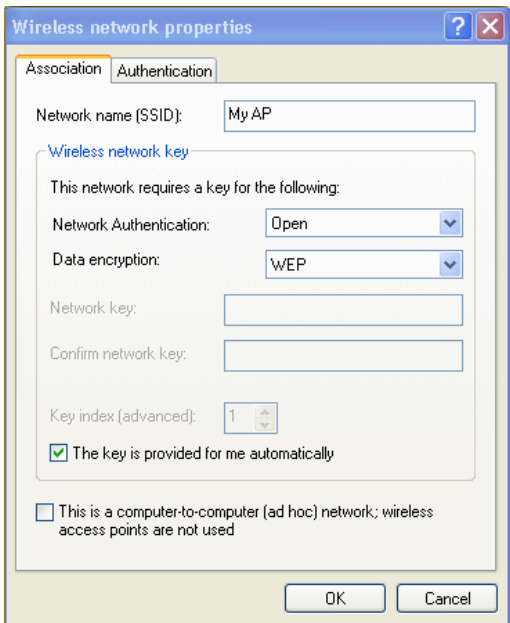 Wireless network properties
Association Authentication
Network name (SSID): My AP
Wireless network key
This network requires a key for the following:
Network Authentication: Open
Data encryption: WEP
Network key:
Confirm network key:
Key index (advanced): 1
The key is provided for me automatically
This is a computer-to-computer (ad hoc) network; wireless
access points are not used
OK Cancel